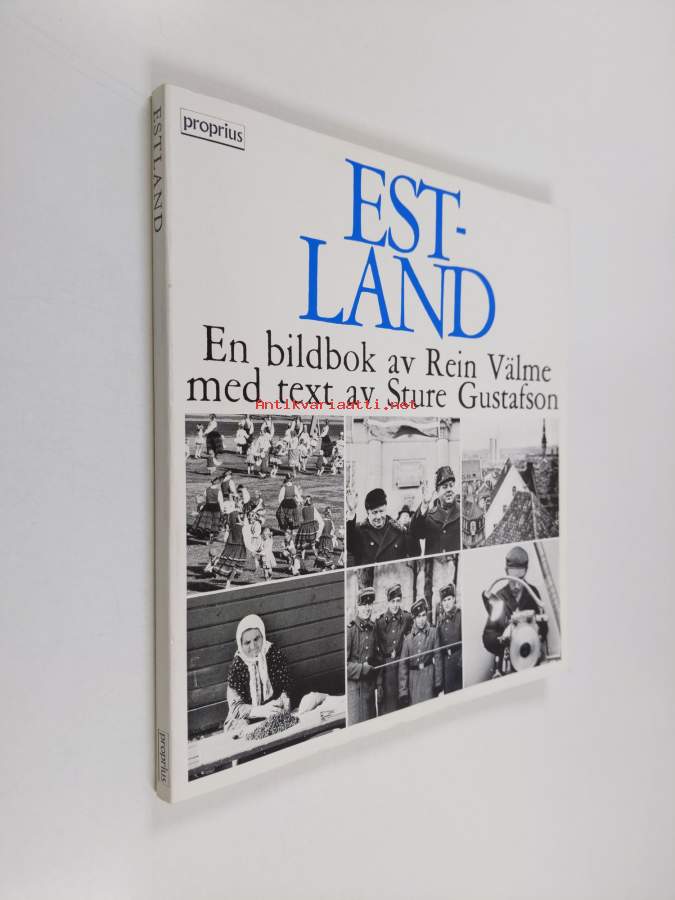 proprius
EST-
LAND
En bildbok av Rein Välme
med text av Sture Gustafson
Antikvariaatti.net
ESTLAND
proprius